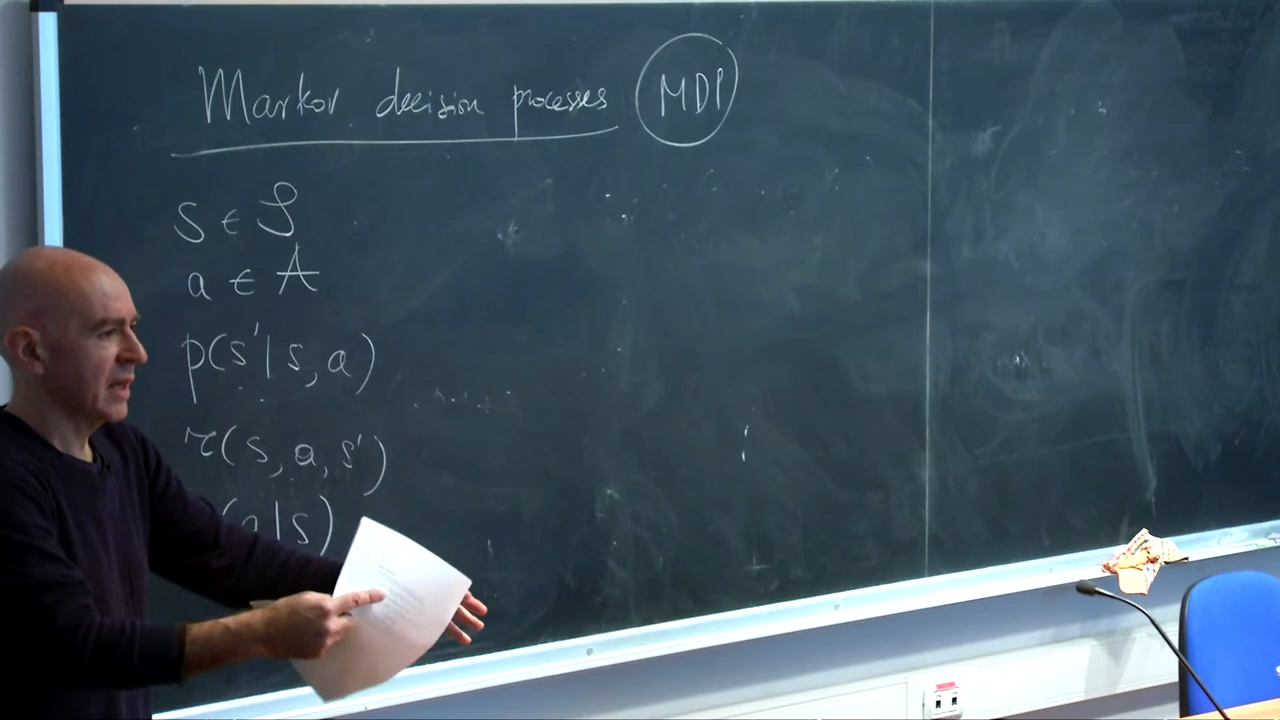 Markov decision processes MDP
s ∈ S
a ∈ A
p(s'|s, a)
r(s, a, s')
(a|s)